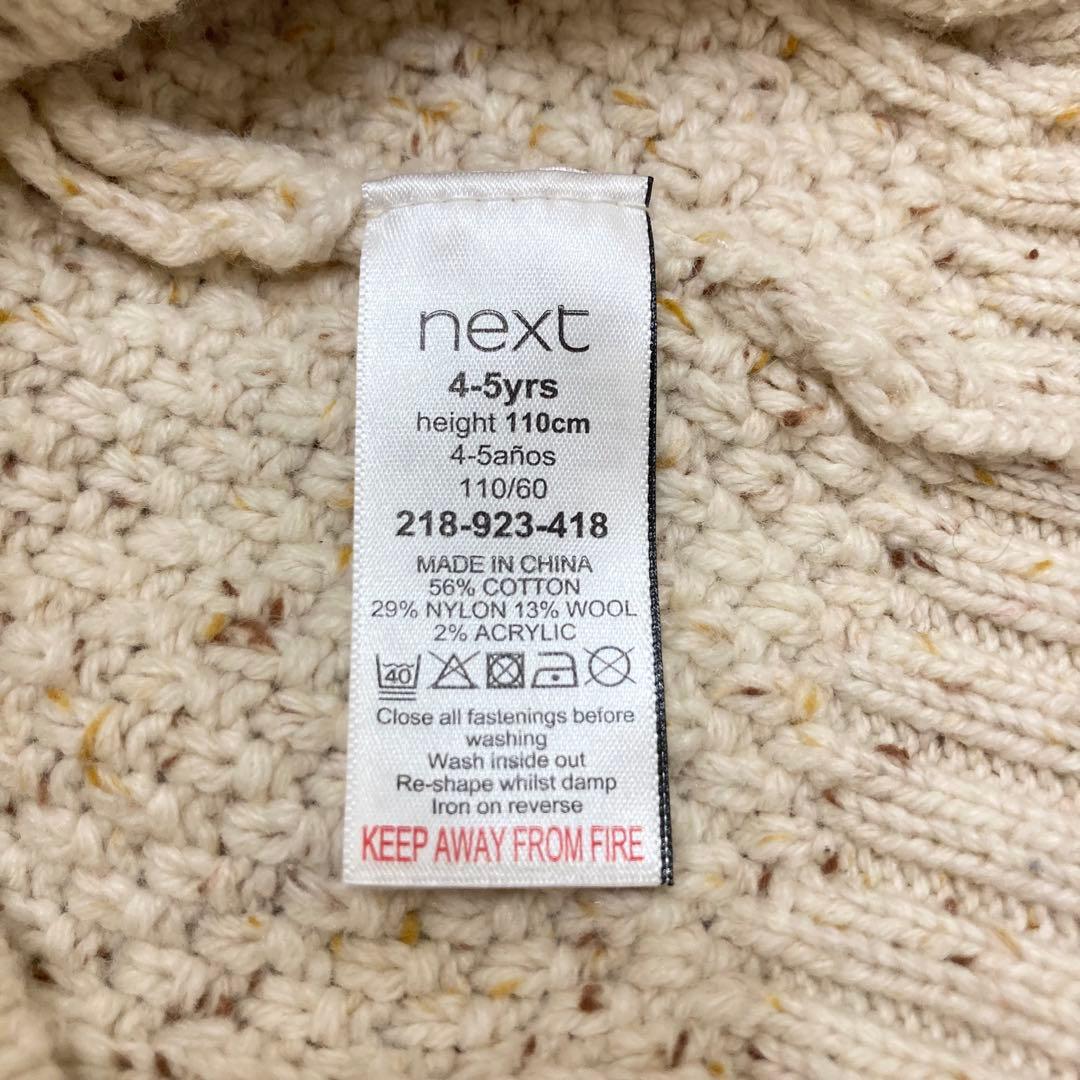 next
4-5yrs
height 110cm
4-5años
110/60
218-923-418
MADE IN CHINA
56% COTTON
29% NYLON 13% WOOL
2% ACRYLIC
40
Close all fastenings before
washing
Wash inside out
Re-shape whilst damp
Iron on reverse
KEEP AWAY FROM FIRE